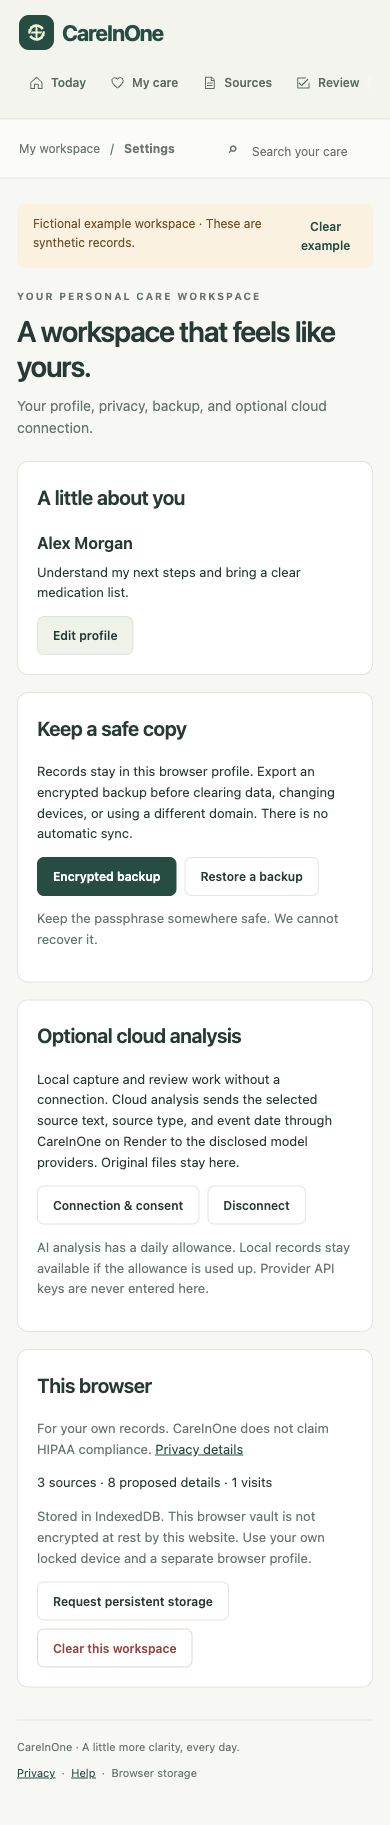 CareInOne
Today My care Sources Review
My workspace / Settings Search your care
Fictional example workspace · These are
synthetic records.
Clear
example
YOUR PERSONAL CARE WORKSPACE
A workspace that feels like
yours.
Your profile, privacy, backup, and optional cloud
connection.
A little about you
Alex Morgan
Understand my next steps and bring a clear
medication list.
Edit profile
Keep a safe copy
Records stay in this browser profile. Export an
encrypted backup before clearing data, changing
devices, or using a different domain. There is no
automatic sync.
Encrypted backup Restore a backup
Keep the passphrase somewhere safe. We cannot
recover it.
Optional cloud analysis
Local capture and review work without a
connection. Cloud analysis sends the selected
source text, source type, and event date through
CareInOne on Render to the disclosed model
providers. Original files stay here.
Connection & consent Disconnect
AI analysis has a daily allowance. Local records stay
available if the allowance is used up. Provider API
keys are never entered here.
This browser
For your own records. CareInOne does not claim
HIPAA compliance. Privacy details
3 sources · 8 proposed details · 1 visits
Stored in IndexedDB. This browser vault is not
encrypted at rest by this website. Use your own
locked device and a separate browser profile.
Request persistent storage
Clear this workspace
CareInOne · A little more clarity, every day.
Privacy · Help · Browser storage